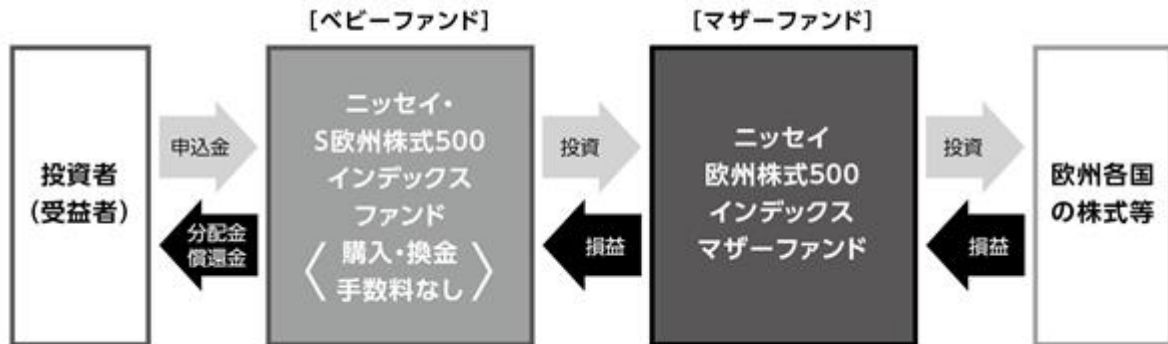 [ベビーファンド]
[マザーファンド]
投資者
（受益者）
申込金
分配金
償還金
ニッセイ・
S欧州株式500
インデックス
ファンド
〈購入・換金
手数料なし〉
投資
損益
ニッセイ
欧州株式500
インデックス
マザーファンド
投資
損益
欧州各国
の株式等